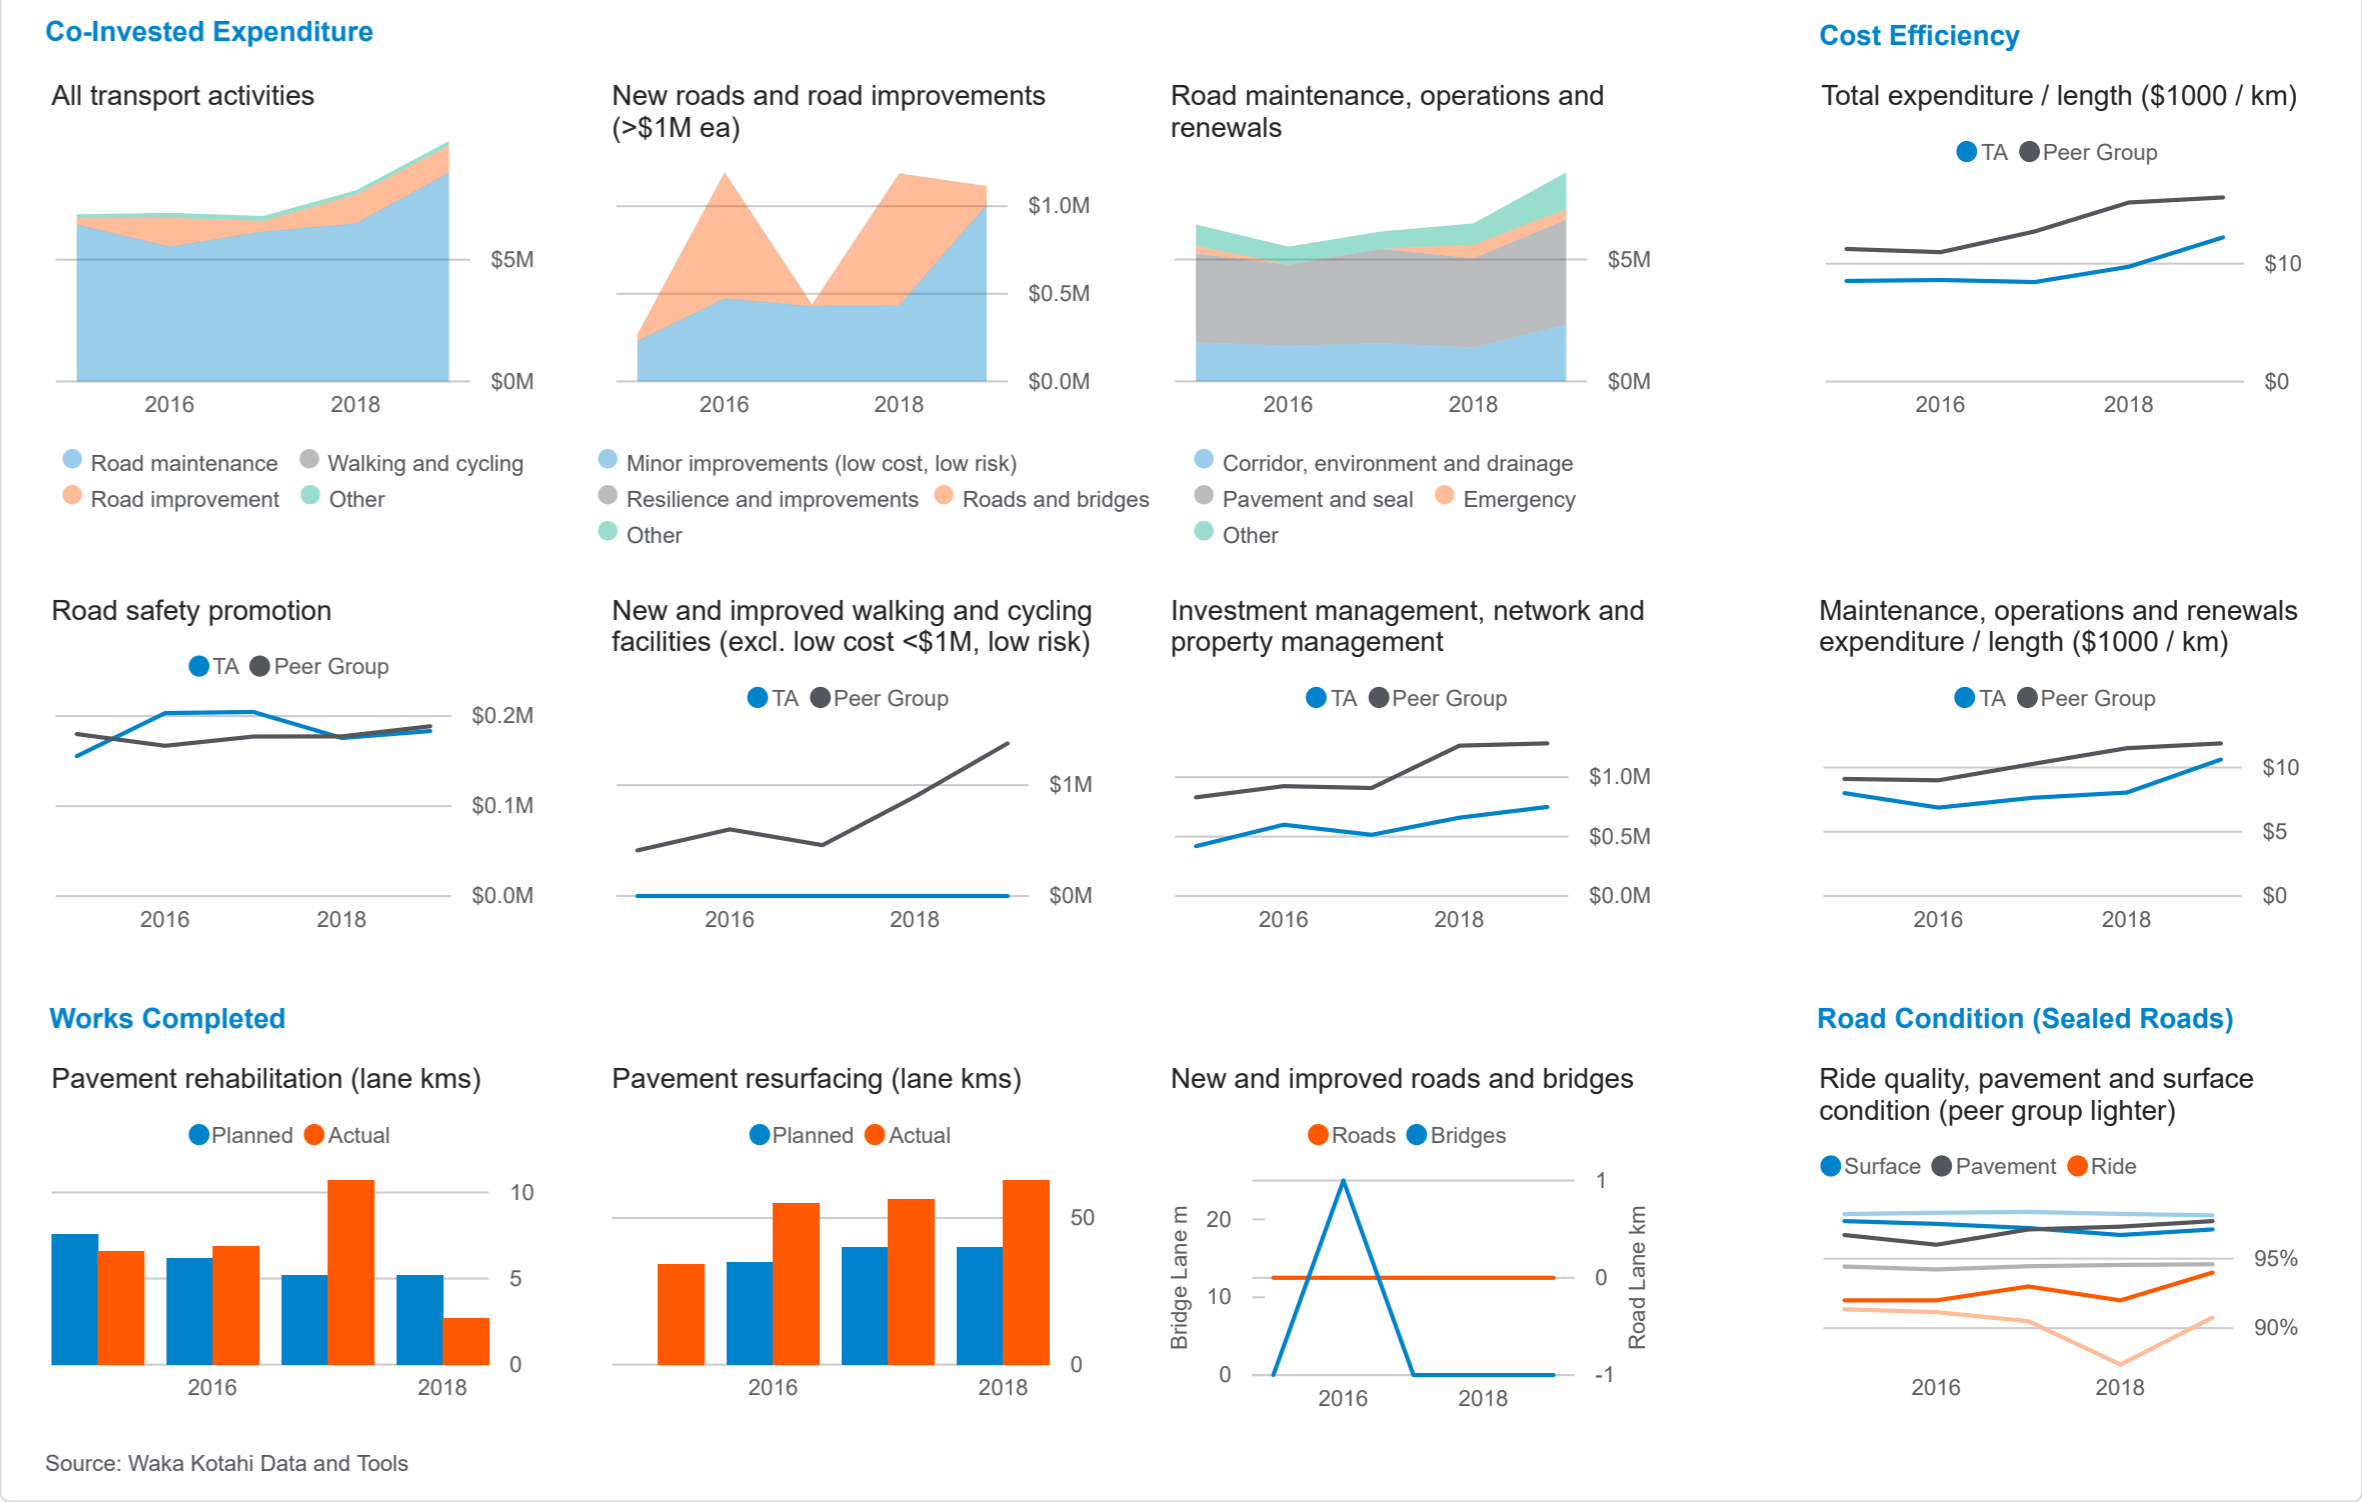 Co-Invested Expenditure
Cost Efficiency
All transport activities
$5M
$0M
2016 2018
Road maintenance Walking and cycling
Road improvement Other
New roads and road improvements
(>$1M ea)
$1.0M
$0.5M
$0.0M
2016 2018
Minor improvements (low cost, low risk)
Resilience and improvements Roads and bridges
Other
Road maintenance, operations and
renewals
$5M
$0M
2016 2018
Corridor, environment and drainage
Pavement and seal Emergency
Other
Total expenditure / length ($1000 / km)
TA Peer Group
$10
$0
2016 2018
Road safety promotion
TA Peer Group
$0.2M
$0.1M
$0.0M
2016 2018
New and improved walking and cycling
facilities (excl. low cost <$1M, low risk)
TA Peer Group
$1M
$0M
2016 2018
Investment management, network and
property management
TA Peer Group
$1.0M
$0.5M
$0.0M
2016 2018
Maintenance, operations and renewals
expenditure / length ($1000 / km)
TA Peer Group
$10
$5
$0
2016 2018
Works Completed
Road Condition (Sealed Roads)
Pavement rehabilitation (lane kms)
Planned Actual
10
5
0
2016 2018
Pavement resurfacing (lane kms)
Planned Actual
50
0
2016 2018
New and improved roads and bridges
Roads Bridges
Bridge Lane m
20
10
0
1
0
-1
Road Lane km
2016 2018
Ride quality, pavement and surface
condition (peer group lighter)
Surface Pavement Ride
95%
90%
2016 2018
Source: Waka Kotahi Data and Tools